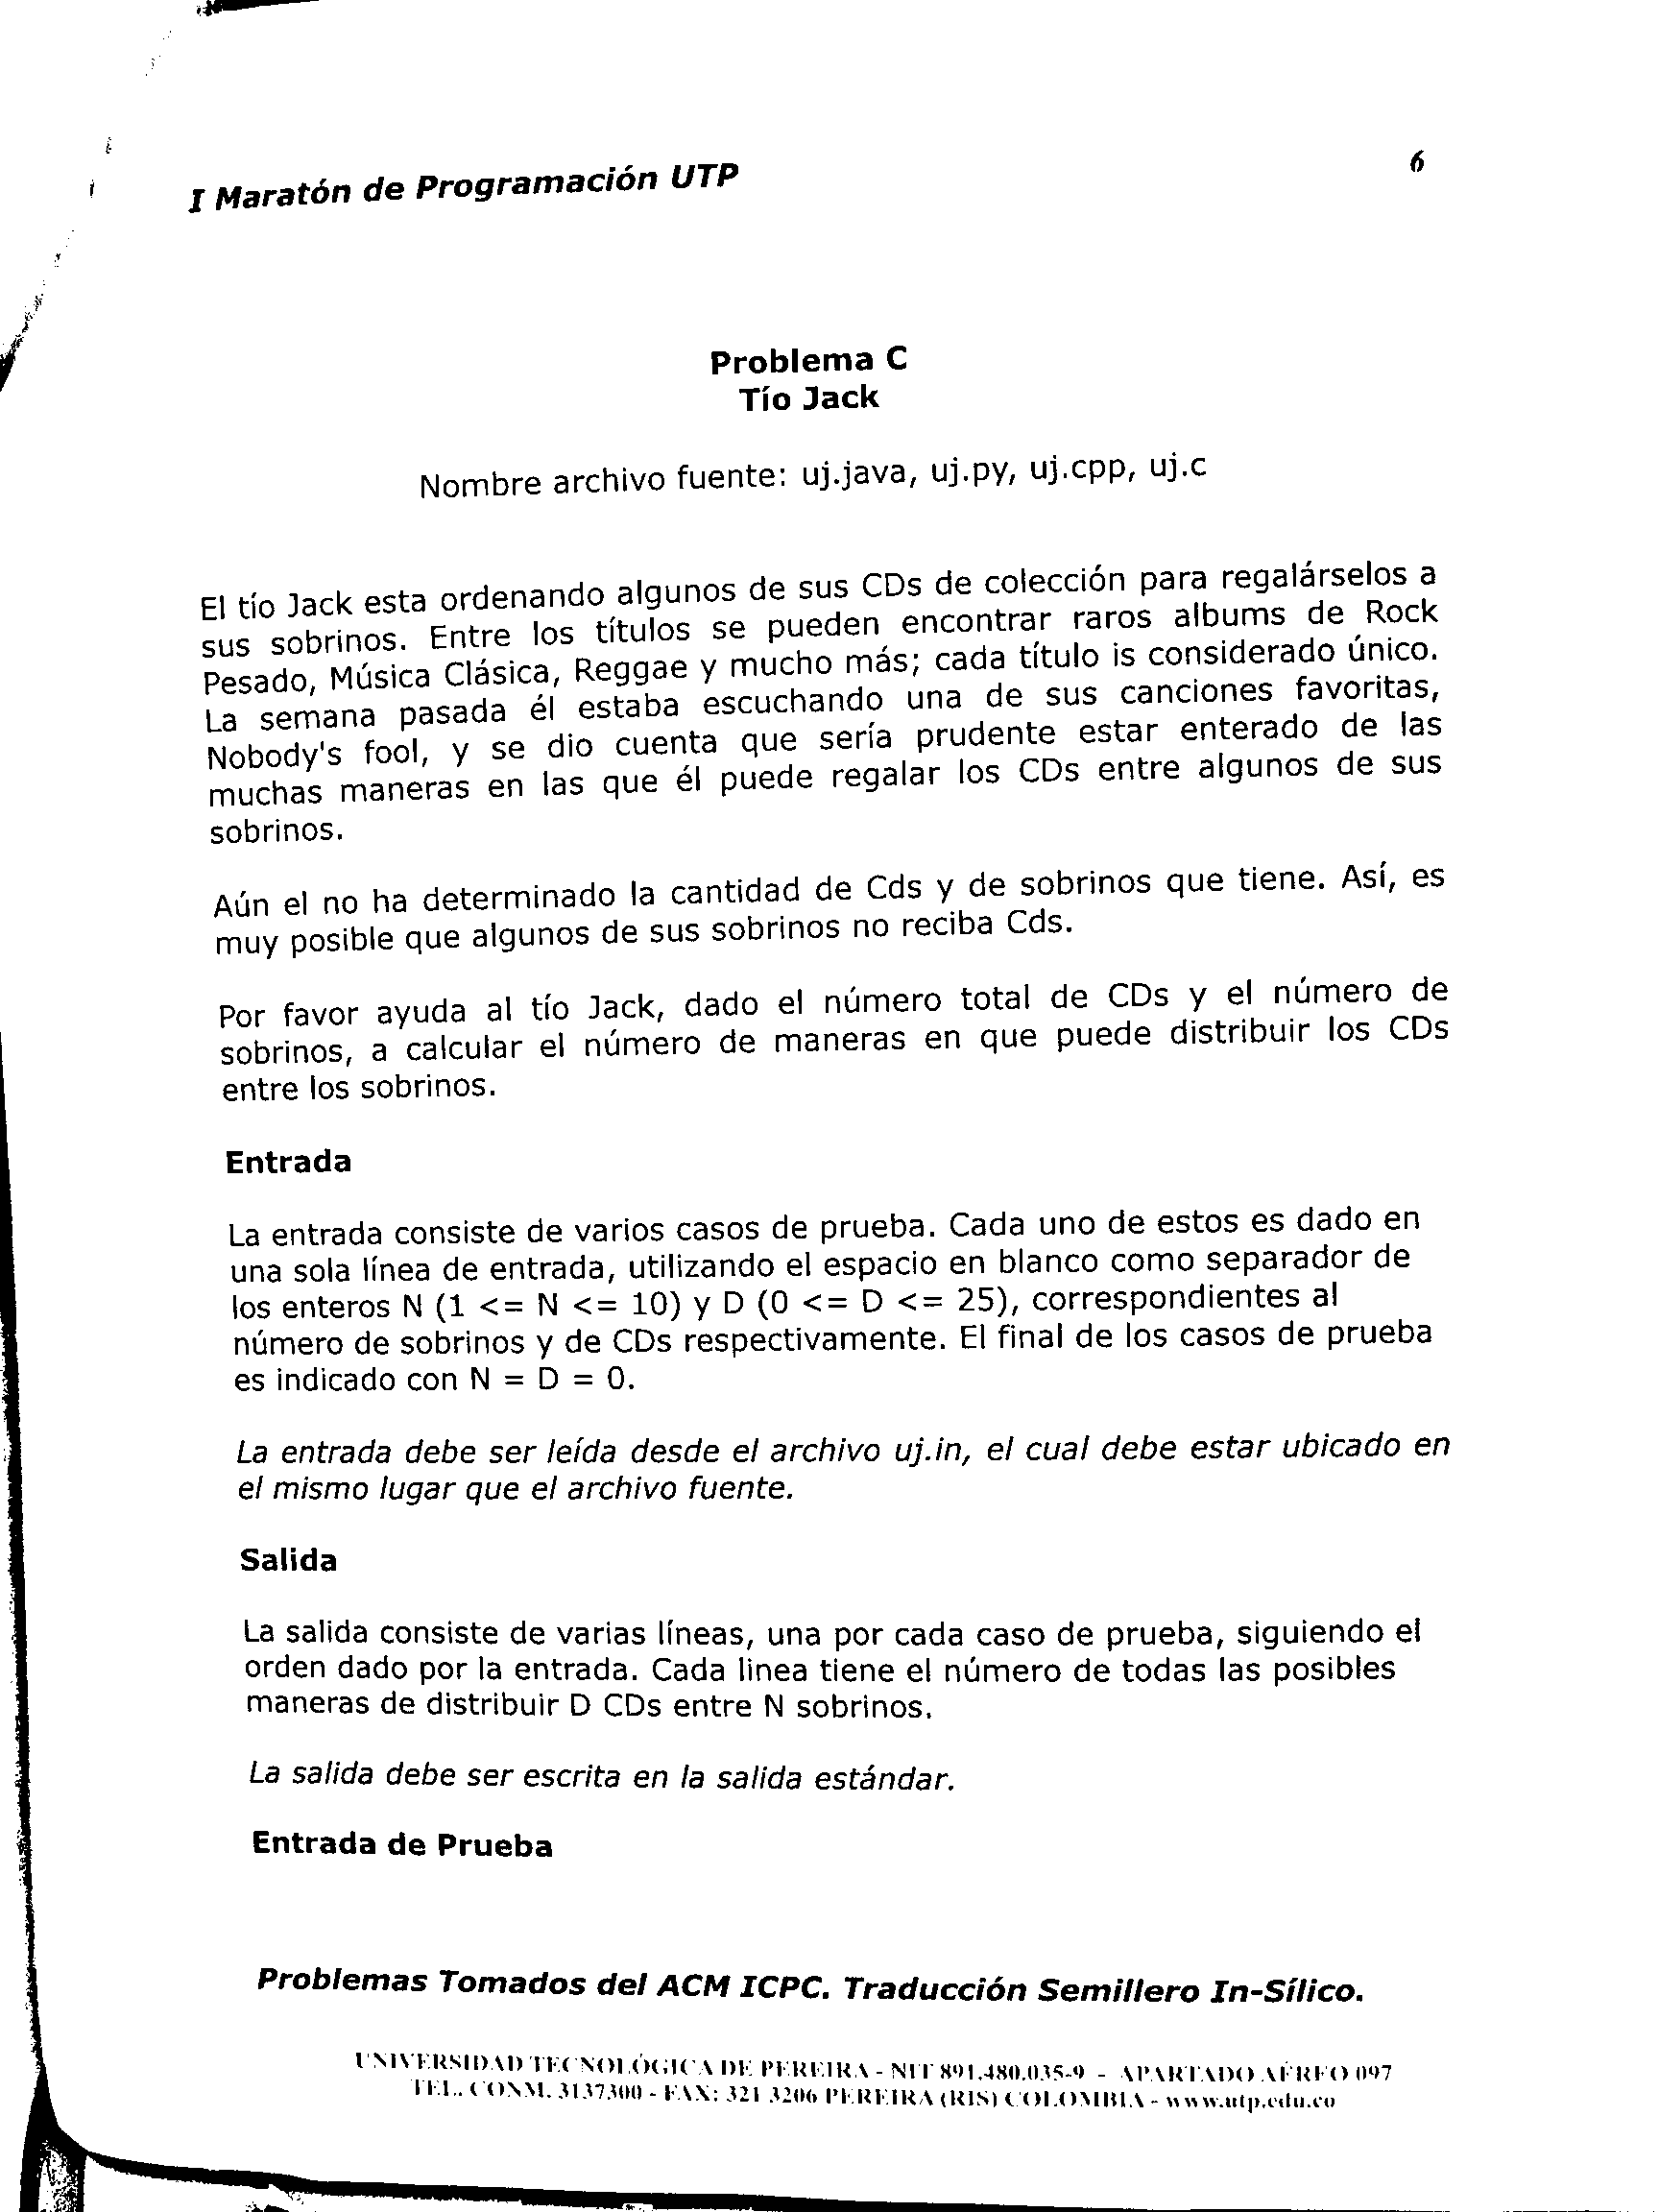 I Maratón de Programación UTP
6
Problema C
Tío Jack
Nombre archivo fuente: uj.java, uj.py, uj.cpp, uj.c
El tío Jack esta ordenando algunos de sus CDs de colección para regalárselos a
sus sobrinos. Entre los títulos se pueden encontrar raros albums de Rock
Pesado, Música Clásica, Reggae y mucho más; cada título is considerado único.
La semana pasada él estaba escuchando una de sus canciones favoritas,
Nobody's fool, y se dio cuenta que sería prudente estar enterado de las
muchas maneras en las que él puede regalar los CDs entre algunos de sus
sobrinos.
Aún el no ha determinado la cantidad de Cds y de sobrinos que tiene. Así, es
muy posible que algunos de sus sobrinos no reciba Cds.
Por favor ayuda al tío Jack, dado el número total de CDs y el número de
sobrinos, a calcular el número de maneras en que puede distribuir los CDs
entre los sobrinos.
Entrada
La entrada consiste de varios casos de prueba. Cada uno de estos es dado en
una sola línea de entrada, utilizando el espacio en blanco como separador de
los enteros N (1 <= N <= 10) y D (0 <= D <= 25), correspondientes al
número de sobrinos y de CDs respectivamente. El final de los casos de prueba
es indicado con N = D = 0.
La entrada debe ser leída desde el archivo uj.in, el cual debe estar ubicado en
el mismo lugar que el archivo fuente.
Salida
La salida consiste de varias líneas, una por cada caso de prueba, siguiendo el
orden dado por la entrada. Cada linea tiene el número de todas las posibles
maneras de distribuir D CDs entre N sobrinos.
La salida debe ser escrita en la salida estándar.
Entrada de Prueba
Problemas Tomados del ACM ICPC. Traducción Semillero In-Sílico.
UNIVERSIDAD TECNOLÓGICA DE PEREIRA - NIT 891.480.035-9 - APARTADO AÉREO 097
TEL. CONM. 3137300 - FAX: 321 3206 PEREIRA (RIS) COLOMBIA - www.utp.edu.co